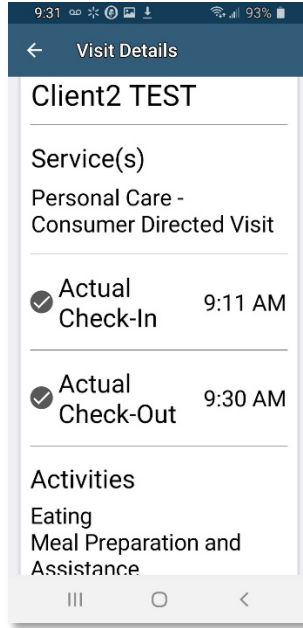 9:31 93%
Visit Details
Client2 TEST
Service(s)
Personal Care -
Consumer Directed Visit
Actual
Check-In
9:11 AM
Actual
Check-Out
9:30 AM
Activities
Eating
Meal Preparation and
Assistance